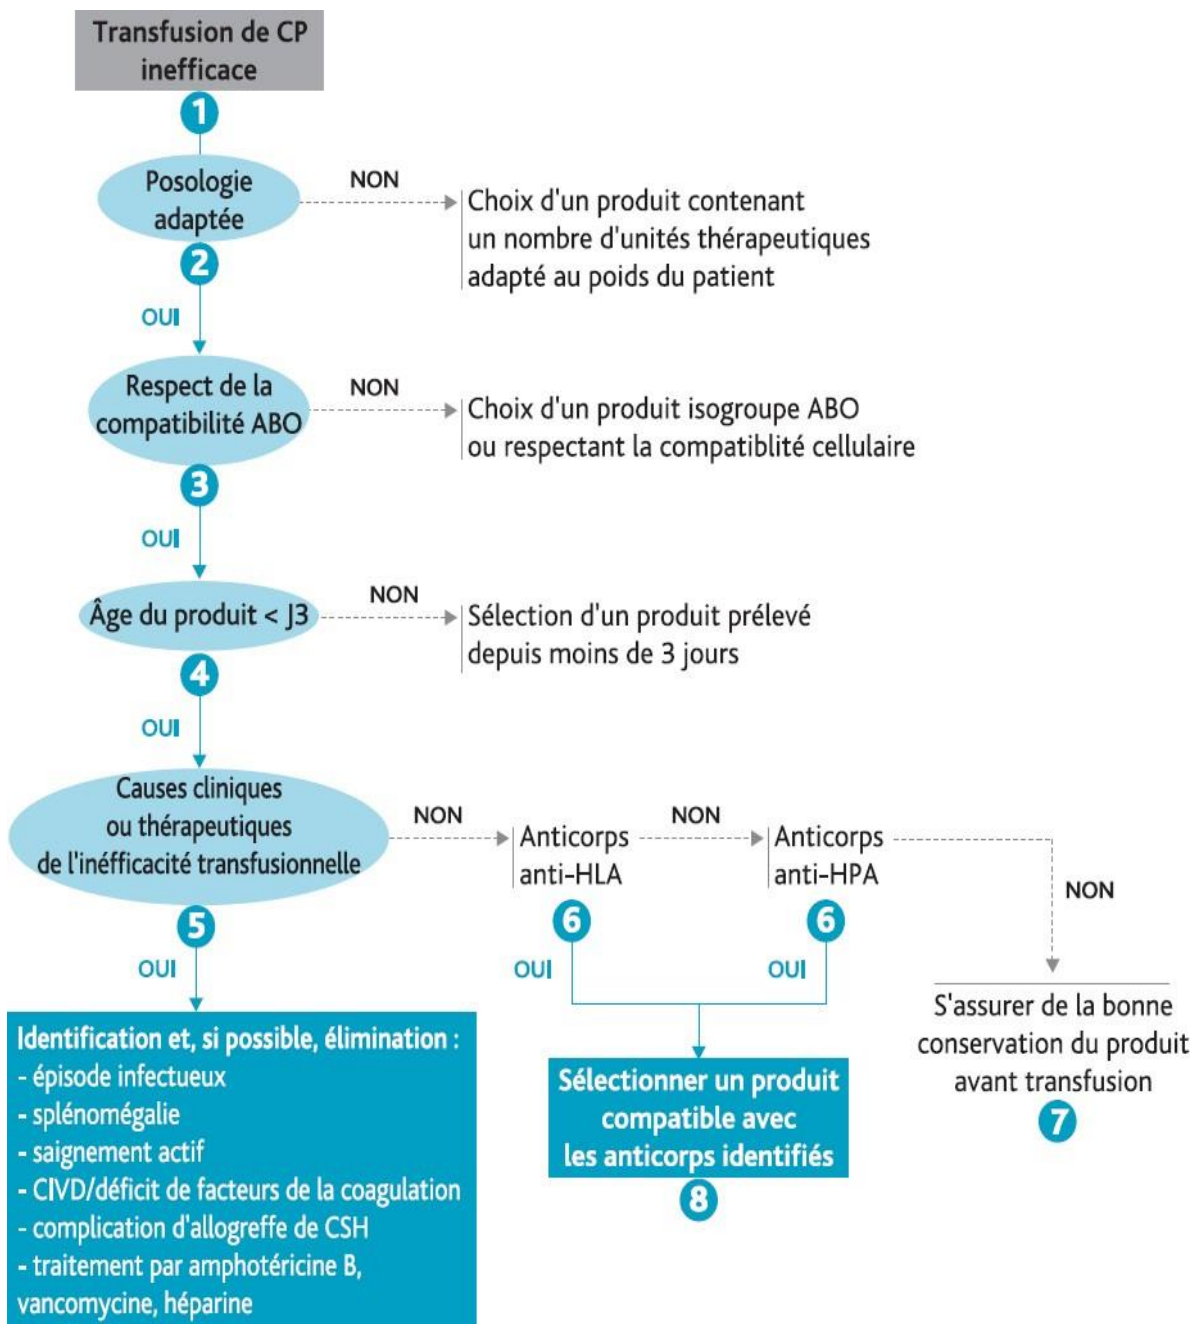 Transfusion de CP
inefficace
1
Posologie
adaptée
NON
Choix d'un produit contenant
un nombre d'unités thérapeutiques
adapté au poids du patient
2
OUI
Respect de la
compatibilité ABO
NON
Choix d'un produit isogroupe ABO
ou respectant la compatiblité cellulaire
3
OUI
Âge du produit < J3
NON
Sélection d'un produit prélevé
depuis moins de 3 jours
4
OUI
Causes cliniques
ou thérapeutiques
de l'inéfficacité transfusionnelle
NON
Anticorps
anti-HLA
NON
Anticorps
anti-HPA
NON
5
OUI
6
OUI
6
OUI
Identification et, si possible, élimination :
- épisode infectueux
- splénomégalie
- saignement actif
- CIVD/déficit de facteurs de la coagulation
- complication d'allogreffe de CSH
- traitement par amphotéricine B,
vancomycine, héparine
Sélectionner un produit
compatible avec
les anticorps identifiés
8
S'assurer de la bonne
conservation du produit
avant transfusion
7